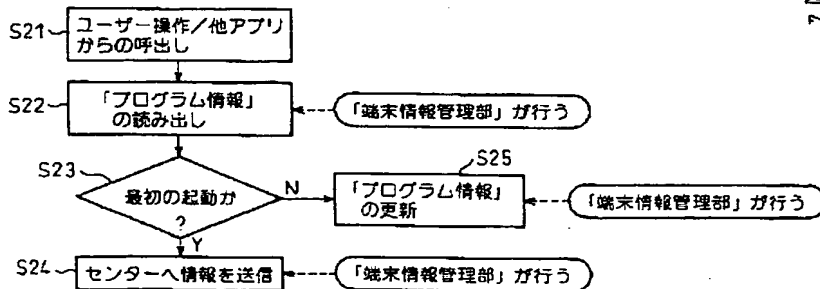 S21
ユーザー操作/他アプリ
からの呼出し
S22
「プログラム情報」
の読み出し
「端末情報管理部」が行う
S23
最初の起動か
?
N
Y
S25
「プログラム情報」
の更新
「端末情報管理部」が行う
S24
センターへ情報を送信
「端末情報管理部」が行う